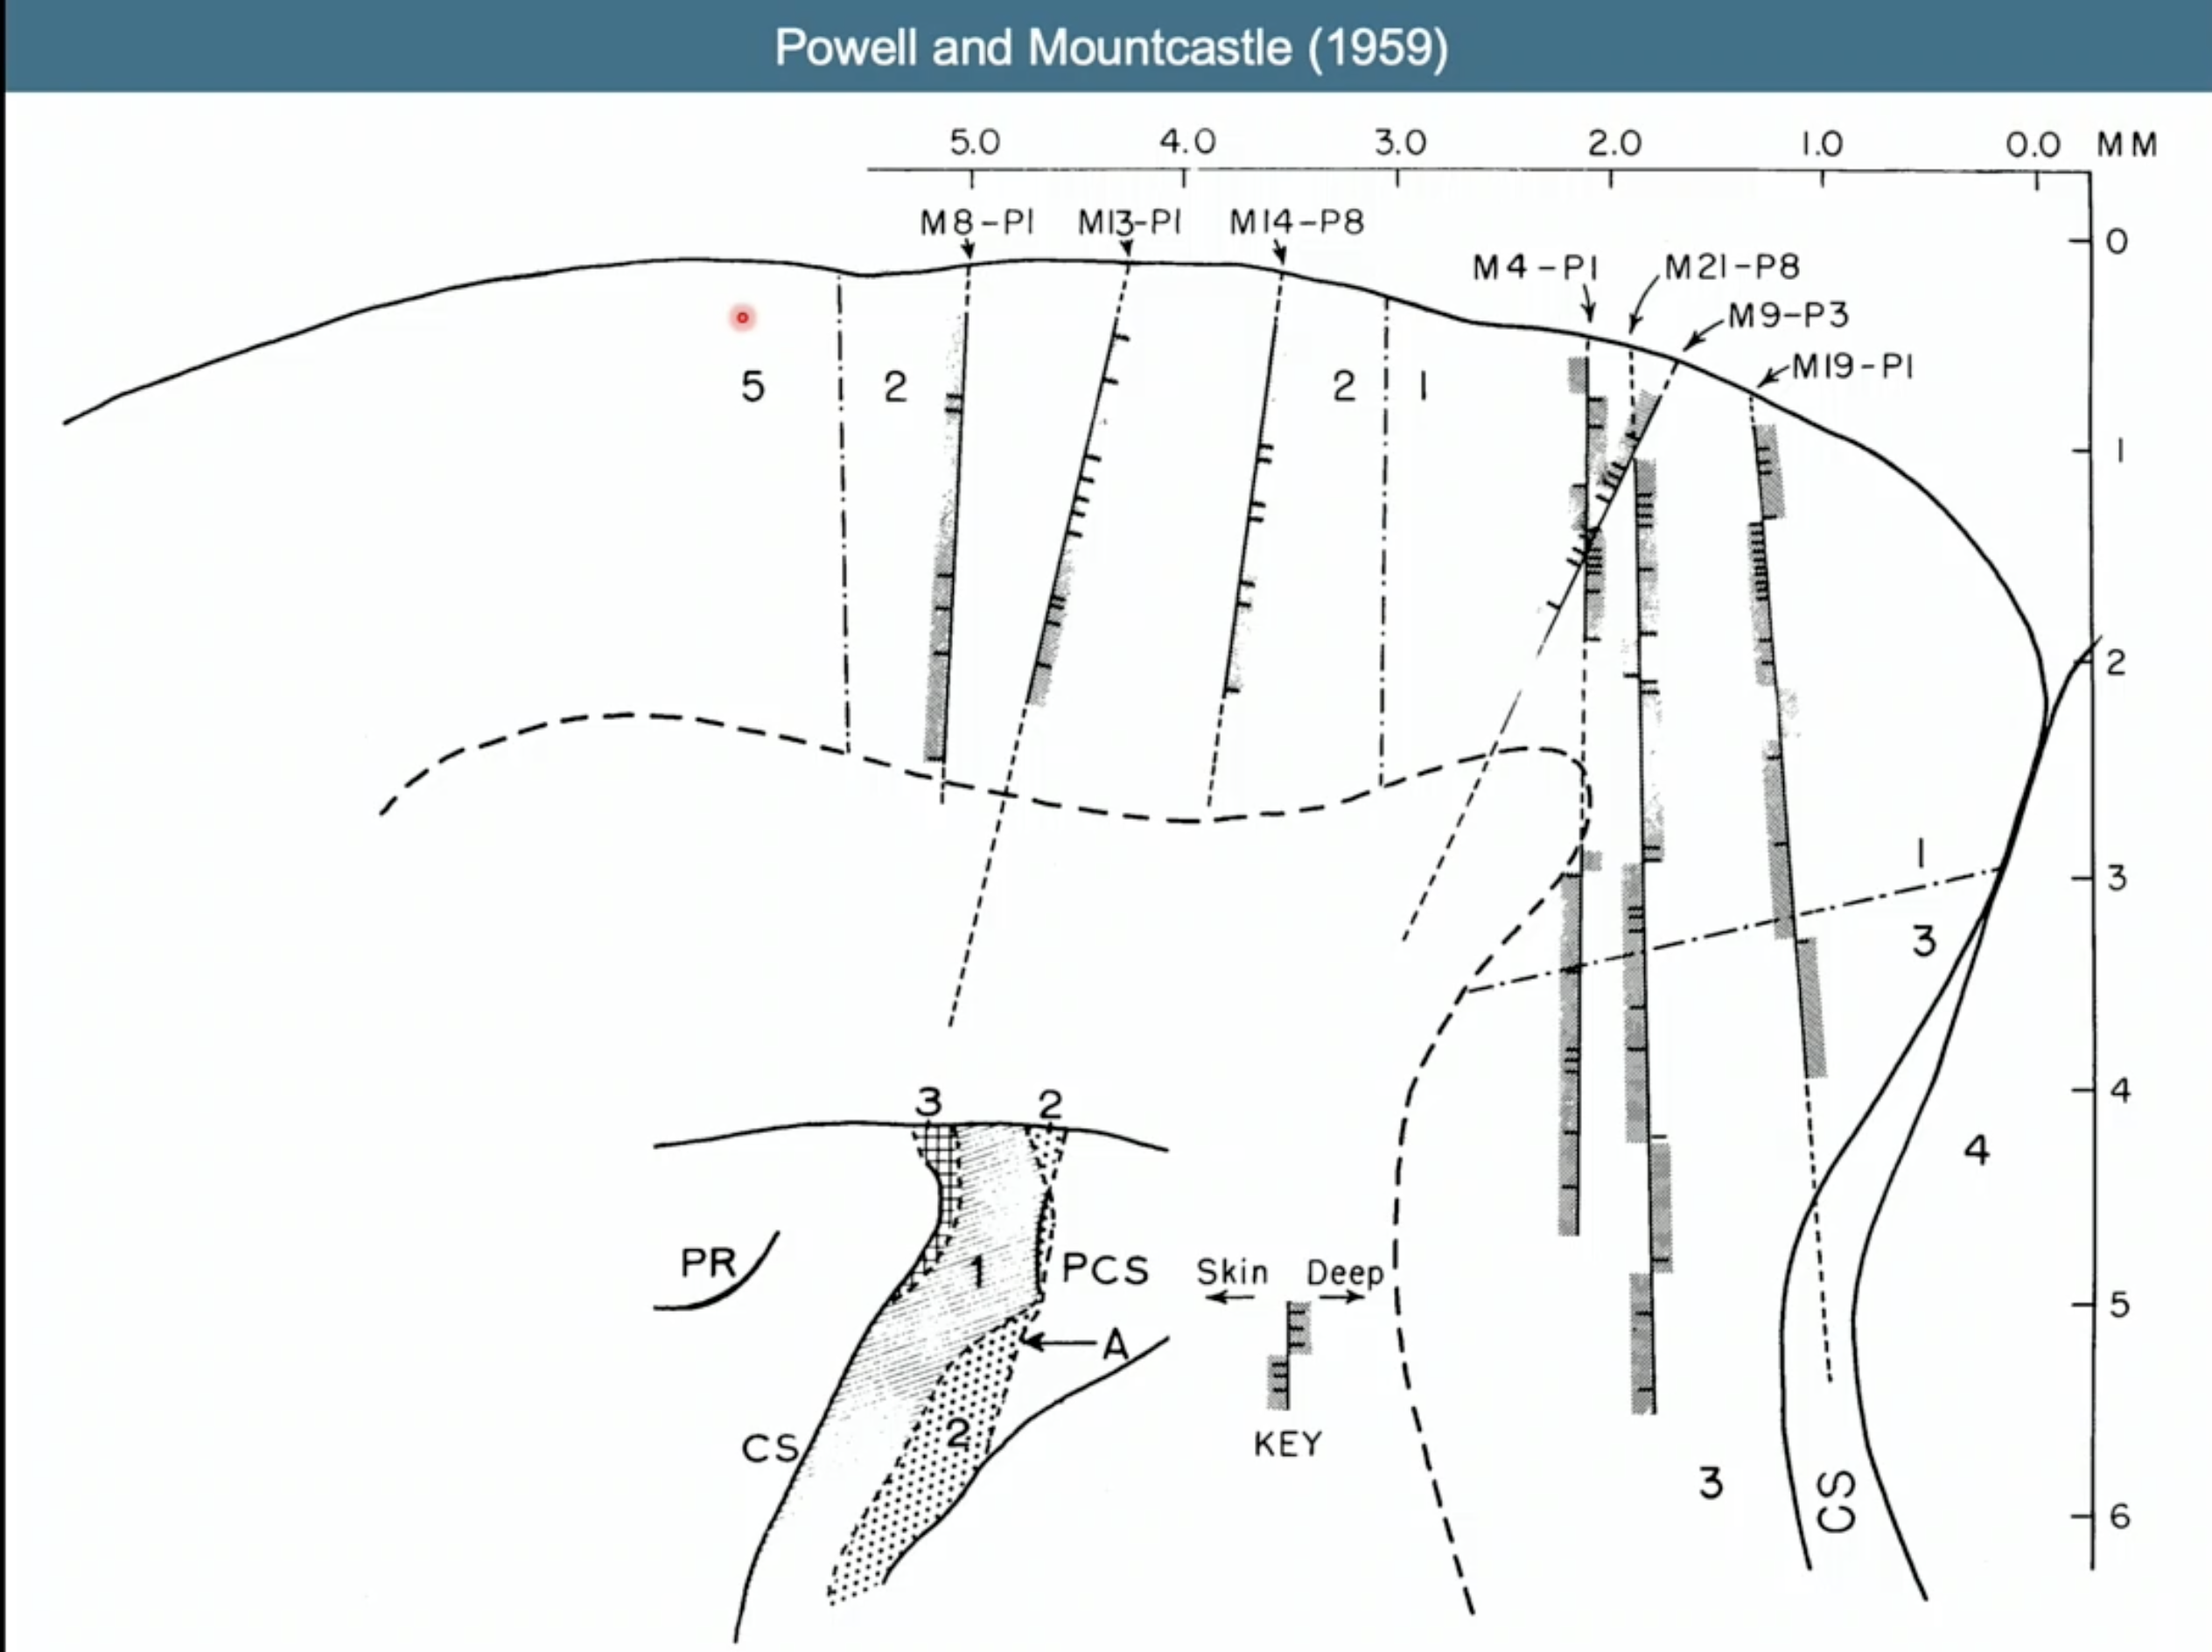 Powell and Mountcastle (1959)
5.0 4.0 3.0 2.0 1.0 0.0 MM
M8-P1 M13-P1 M14-P8
0
M4-P1 M21-P8
M9-P3
M19-P1
5 2 2 1
1
2
1
3
3
4
3 2
4
PR 1 PCS Skin Deep
5
A
2
CS KEY
3 CS
6